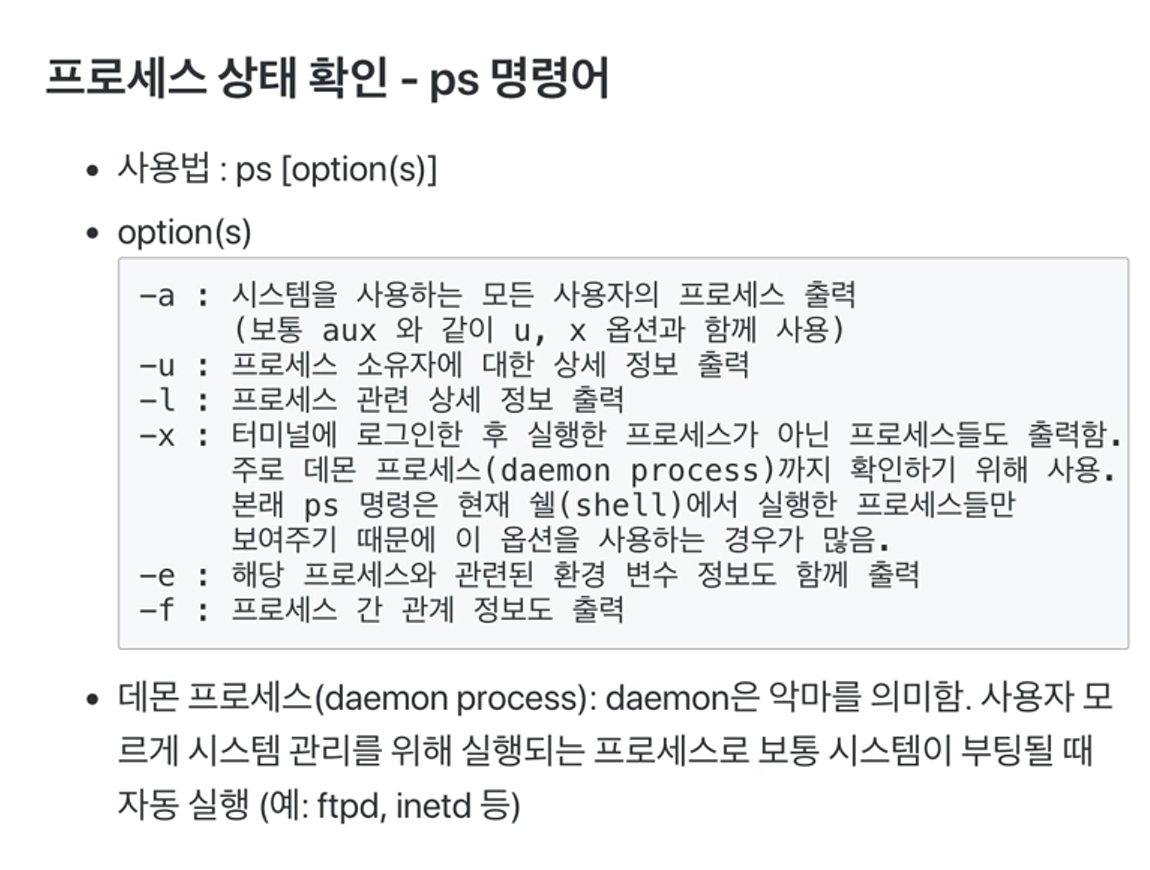 프로세스 상태 확인 - ps 명령어
• 사용법 : ps [option(s)]
• option(s)
-a : 시스템을 사용하는 모든 사용자의 프로세스 출력
(보통 aux 와 같이 u, x 옵션과 함께 사용)
-u : 프로세스 소유자에 대한 상세 정보 출력
-l : 프로세스 관련 상세 정보 출력
-x : 터미널에 로그인한 후 실행한 프로세스가 아닌 프로세스들도 출력함.
주로 데몬 프로세스(daemon process)까지 확인하기 위해 사용.
본래 ps 명령은 현재 쉘(shell)에서 실행한 프로세스들만
보여주기 때문에 이 옵션을 사용하는 경우가 많음.
-e : 해당 프로세스와 관련된 환경 변수 정보도 함께 출력
-f : 프로세스 간 관계 정보도 출력
• 데몬 프로세스(daemon process): daemon은 악마를 의미함. 사용자 모
르게 시스템 관리를 위해 실행되는 프로세스로 보통 시스템이 부팅될 때
자동 실행 (예: ftpd, inetd 등)